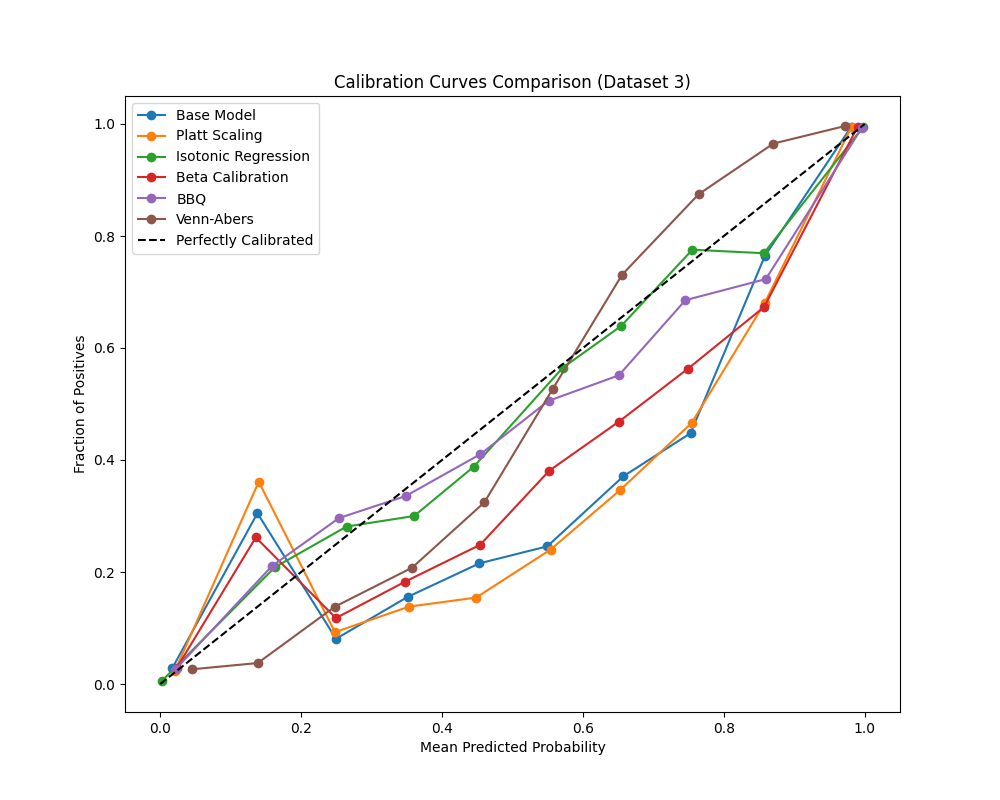 Calibration Curves Comparison (Dataset 3)
Base Model
Platt Scaling
Isotonic Regression
Beta Calibration
BBQ
Venn-Abers
Perfectly Calibrated
1.0
0.8
0.6
0.4
0.2
0.0
Fraction of Positives
0.0 0.2 0.4 0.6 0.8 1.0
Mean Predicted Probability